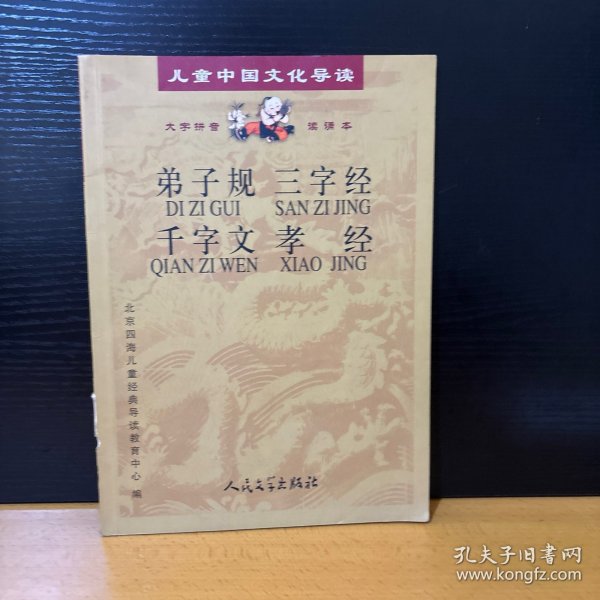 儿童中国文化导读
大字拼音 读诵本
弟子规 三字经
DI ZI GUI SAN ZI JING
千字文 孝 经
QIAN ZI WEN XIAO JING
北京四海儿童经典导读教育中心 编
人民文学出版社
孔夫子旧书网
www.kongfz.com